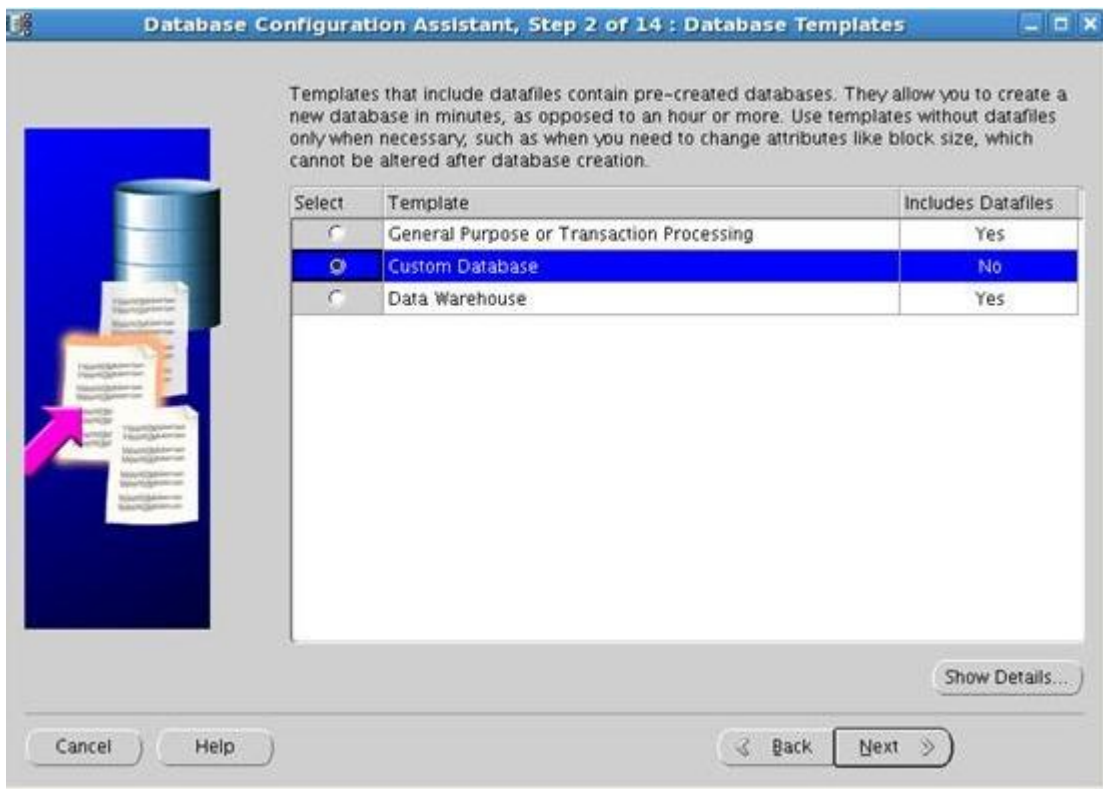 Database Configuration Assistant, Step 2 of 14 : Database Templates
Templates that include datafiles contain pre-created databases. They allow you to create a
new database in minutes, as opposed to an hour or more. Use templates without datafiles
only when necessary, such as when you need to change attributes like block size, which
cannot be altered after database creation.
Select Template Includes Datafiles
General Purpose or Transaction Processing Yes
Custom Database No
Data Warehouse Yes
Show Details...
Cancel Help Back Next